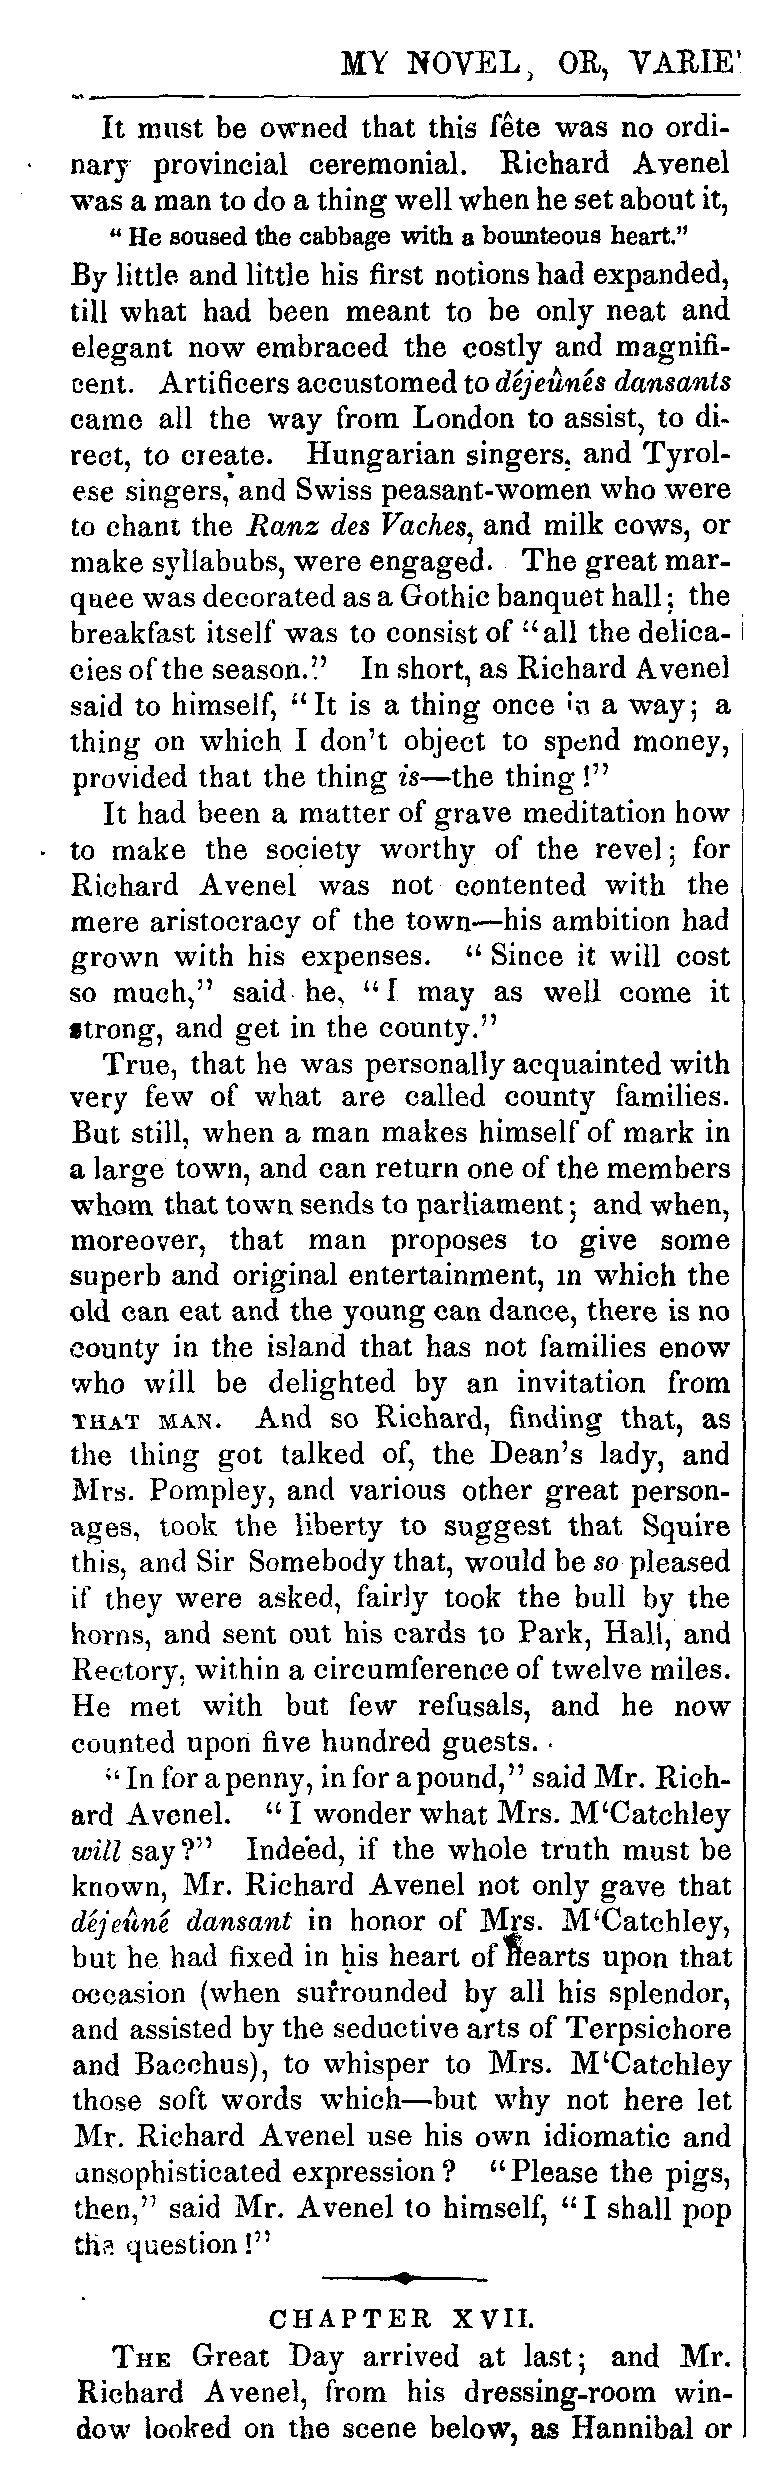 MY NOVEL, OR, VARIE
It must be owned that this fête was no ordi-
nary provincial ceremonial. Richard Avenel
was a man to do a thing well when he set about it,
“He soused the cabbage with a bounteous heart.”
By little and little his first notions had expanded,
till what had been meant to be only neat and
elegant now embraced the costly and magnifi-
cent. Artificers accustomed to déjeûnés dansants
came all the way from London to assist, to di-
rect, to create. Hungarian singers, and Tyrol-
ese singers, and Swiss peasant-women who were
to chant the Ranz des Vaches, and milk cows, or
make syllabubs, were engaged. The great mar-
quee was decorated as a Gothic banquet hall; the
breakfast itself was to consist of “all the delica-
cies of the season.” In short, as Richard Avenel
said to himself, “It is a thing once in a way; a
thing on which I don't object to spend money,
provided that the thing is—the thing!”
It had been a matter of grave meditation how
to make the society worthy of the revel; for
Richard Avenel was not contented with the
mere aristocracy of the town—his ambition had
grown with his expenses. “Since it will cost
so much,” said he, “I may as well come it
strong, and get in the county.”
True, that he was personally acquainted with
very few of what are called county families.
But still, when a man makes himself of mark in
a large town, and can return one of the members
whom that town sends to parliament; and when,
moreover, that man proposes to give some
superb and original entertainment, in which the
old can eat and the young can dance, there is no
county in the island that has not families enow
who will be delighted by an invitation from
THAT MAN. And so Richard, finding that, as
the thing got talked of, the Dean's lady, and
Mrs. Pompley, and various other great person-
ages, took the liberty to suggest that Squire
this, and Sir Somebody that, would be so pleased
if they were asked, fairly took the bull by the
horns, and sent out his cards to Park, Hall, and
Rectory, within a circumference of twelve miles.
He met with but few refusals, and he now
counted upon five hundred guests.
“In for a penny, in for a pound,” said Mr. Rich-
ard Avenel. “I wonder what Mrs. M‘Catchley
will say?” Indeed, if the whole truth must be
known, Mr. Richard Avenel not only gave that
déjeûné dansant in honor of Mrs. M‘Catchley,
but he had fixed in his heart of hearts upon that
occasion (when surrounded by all his splendor,
and assisted by the seductive arts of Terpsichore
and Bacchus), to whisper to Mrs. M‘Catchley
those soft words which—but why not here let
Mr. Richard Avenel use his own idiomatic and
unsophisticated expression? “Please the pigs,
then,” said Mr. Avenel to himself, “I shall pop
the question!”
CHAPTER XVII.
THE Great Day arrived at last; and Mr.
Richard Avenel, from his dressing-room win-
dow looked on the scene below, as Hannibal or